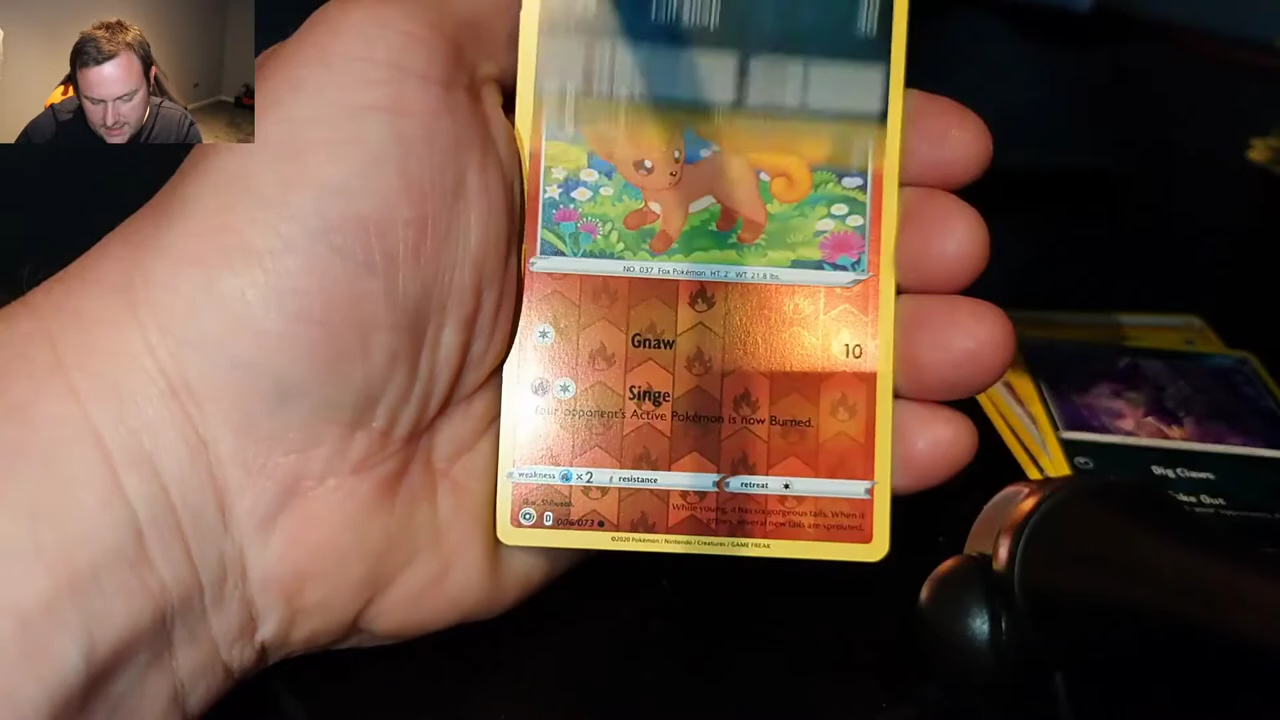 NO. 037 Fox Pokémon HT: 2' WT: 21.8 lbs.
Gnaw 10
Singe
Your opponent's Active Pokémon is now Burned.
weakness ×2 resistance retreat
While young, it has six gorgeous tails. When it
grows, several new tails are sprouted.
D 006/073
©2020 Pokémon / Nintendo / Creatures / GAME FREAK
Dig Claws